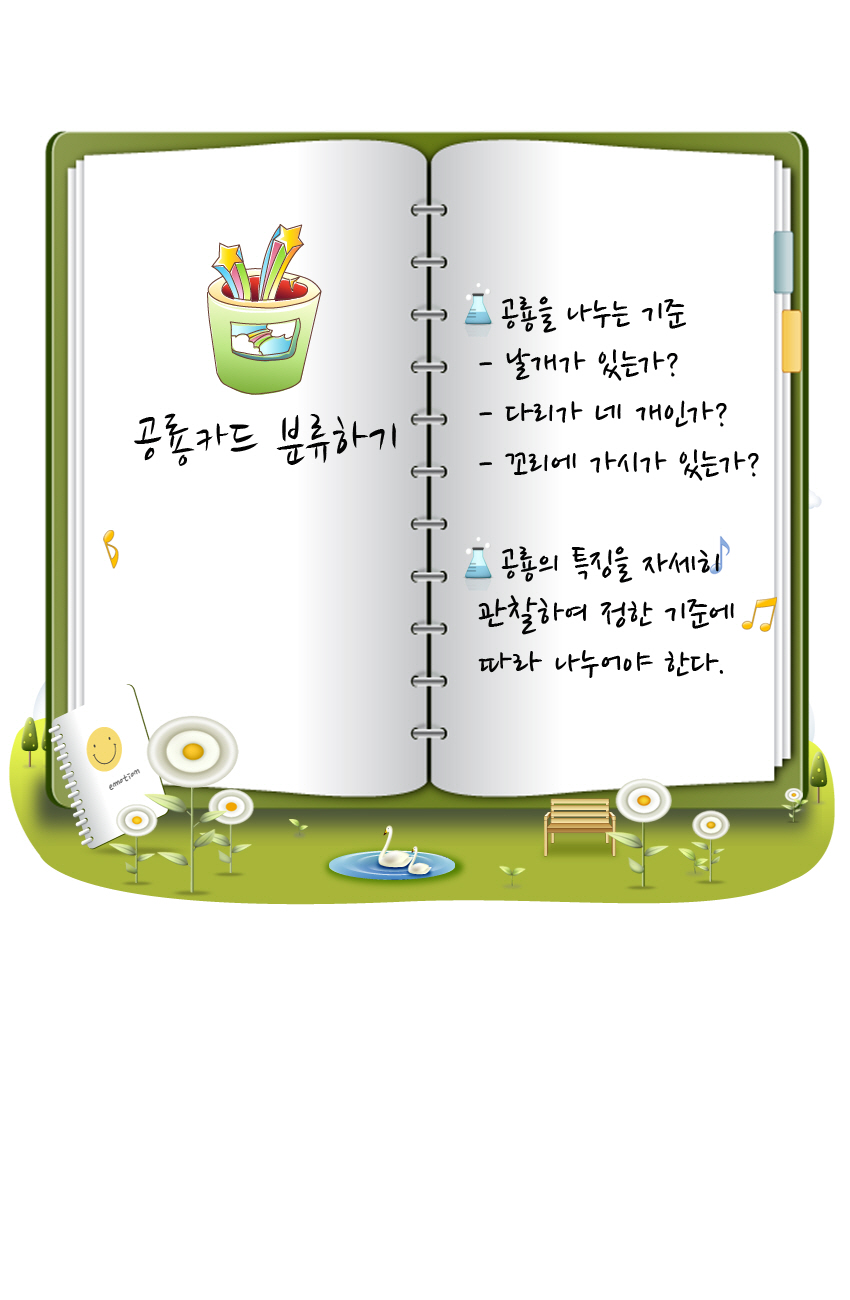 공룡카드 분류하기
공룡을 나누는 기준
- 날개가 있는가?
- 다리가 네 개인가?
- 꼬리에 가시가 있는가?
공룡의 특징을 자세히
관찰하여 정한 기준에
따라 나누어야 한다.
emotion